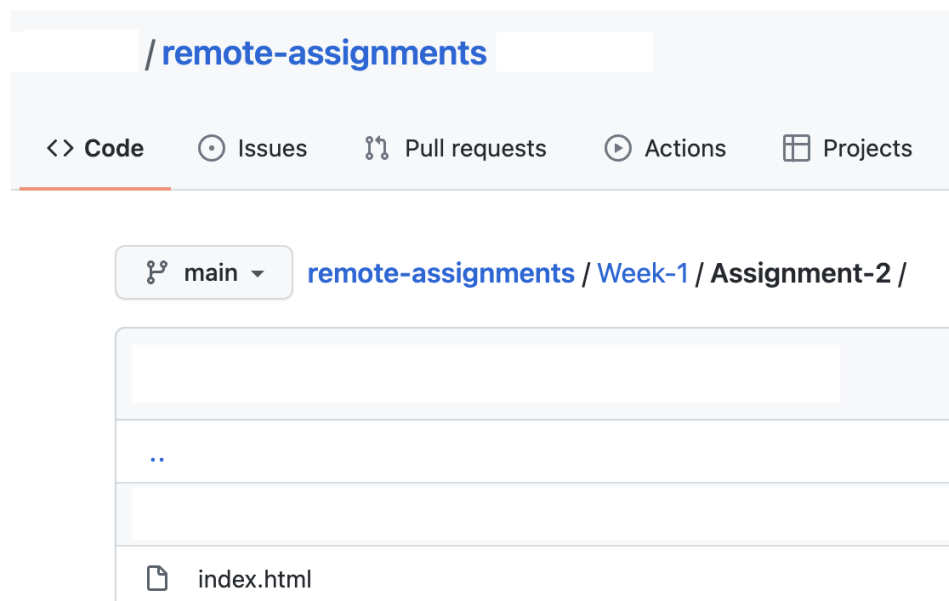 / remote-assignments
<> Code Issues Pull requests Actions Projects
main remote-assignments / Week-1 / Assignment-2 /
..
index.html